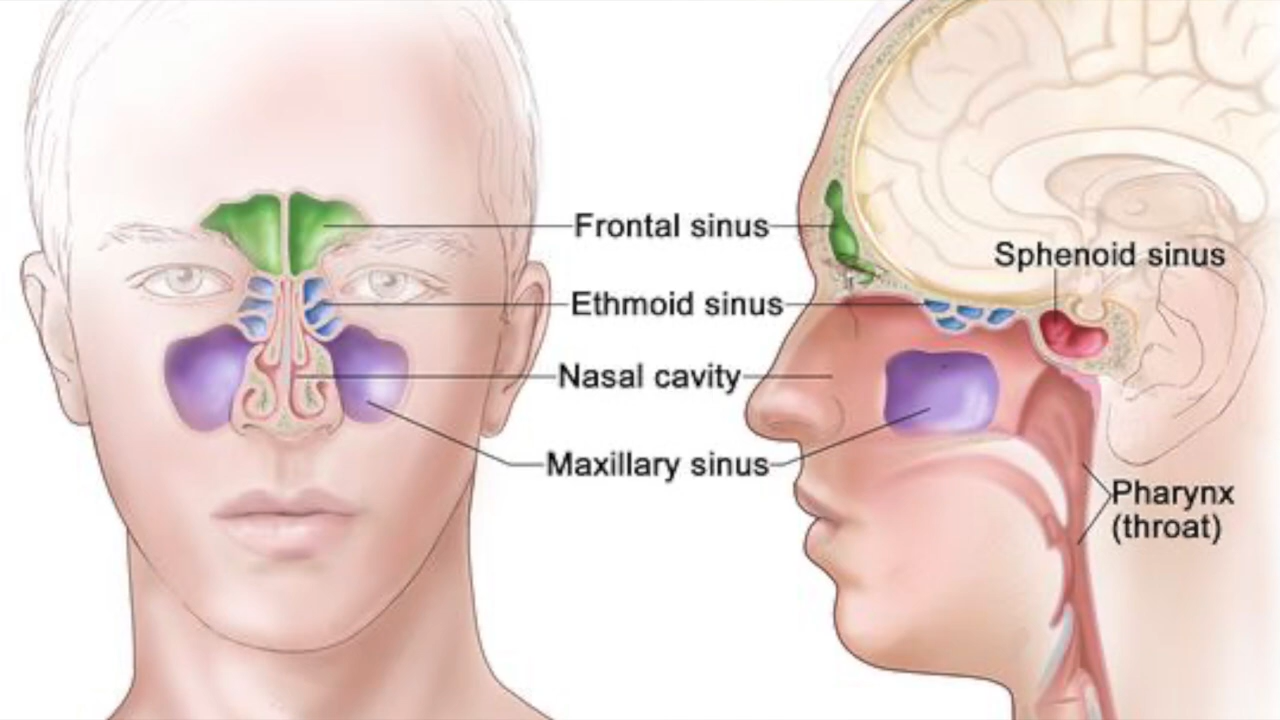 Frontal sinus
Sphenoid sinus
Ethmoid sinus
Nasal cavity
Maxillary sinus
Pharynx
(throat)